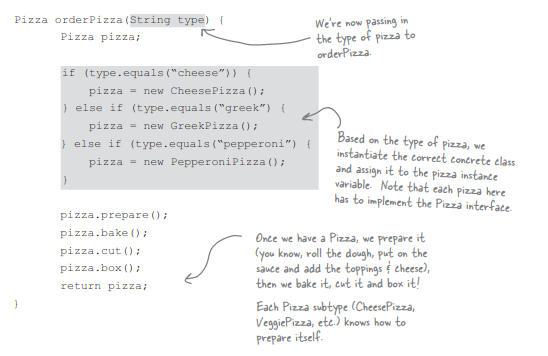 Pizza orderPizza(String type) {
Pizza pizza;
if (type.equals(“cheese”)) {
pizza = new CheesePizza();
} else if (type.equals(“greek”) {
pizza = new GreekPizza();
} else if (type.equals(“pepperoni”) {
pizza = new PepperoniPizza();
}
pizza.prepare();
pizza.bake();
pizza.cut();
pizza.box();
return pizza;
}
We're now passing in
the type of pizza to
orderPizza.
Based on the type of pizza, we
instantiate the correct concrete class
and assign it to the pizza instance
variable. Note that each pizza here
has to implement the Pizza interface.
Once we have a Pizza, we prepare it
(you know, roll the dough, put on the
sauce and add the toppings & cheese),
then we bake it, cut it and box it!
Each Pizza subtype (CheesePizza,
VeggiePizza, etc.) knows how to
prepare itself.